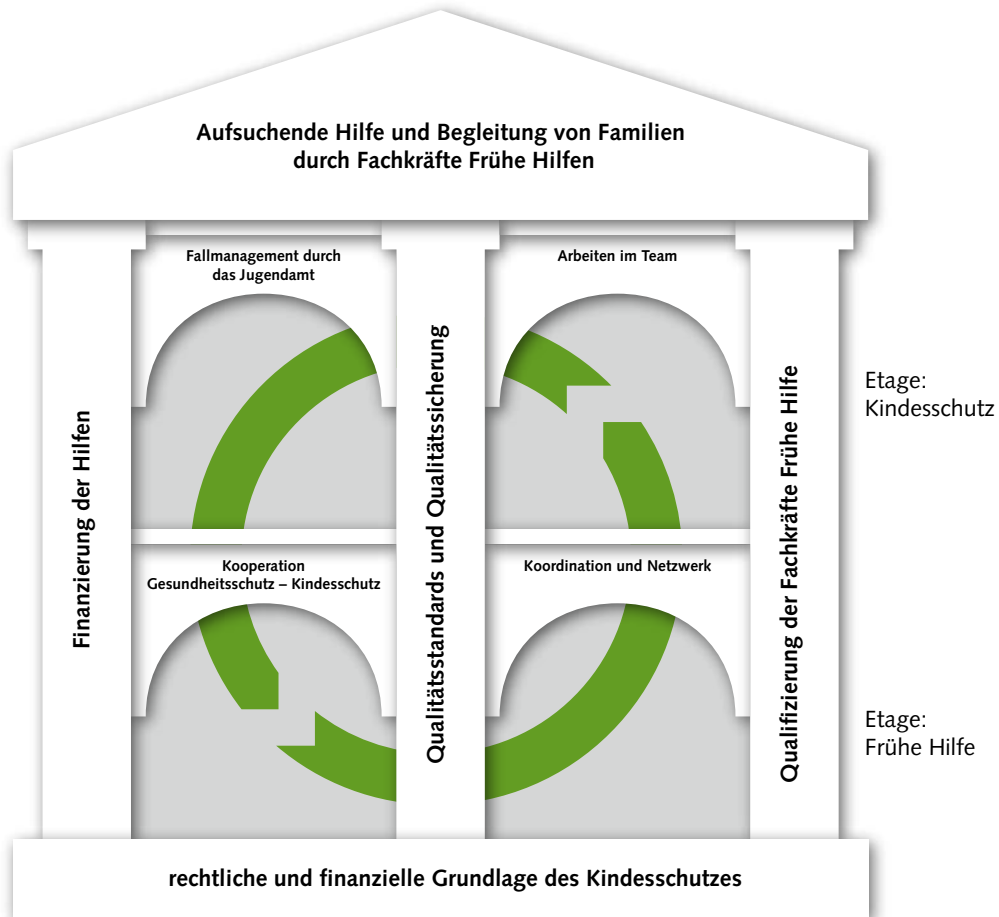 Aufsuchende Hilfe und Begleitung von Familien
durch Fachkräfte Frühe Hilfen
Fallmanagement durch
das Jugendamt
Arbeiten im Team
Finanzierung der Hilfen
Qualitätsstandards und Qualitätssicherung
Qualifizierung der Fachkräfte Frühe Hilfe
Etage:
Kindesschutz
Kooperation
Gesundheitsschutz – Kindesschutz
Koordination und Netzwerk
Etage:
Frühe Hilfe
rechtliche und finanzielle Grundlage des Kindesschutzes